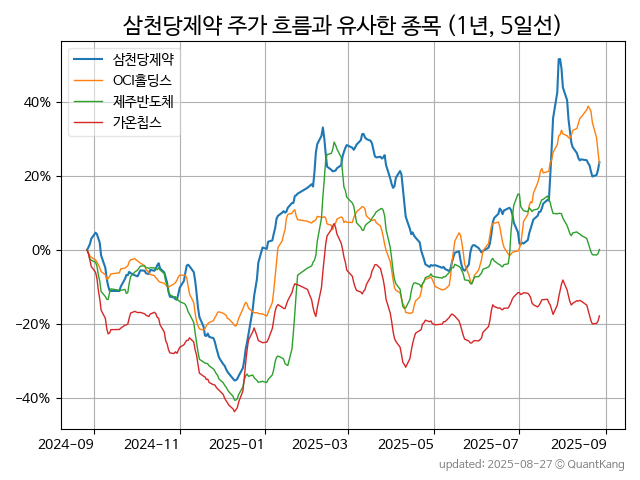 삼천당제약 주가 흐름과 유사한 종목 (1년, 5일선)
삼천당제약
OCI홀딩스
제주반도체
가온칩스
40%
20%
0%
−20%
−40%
2024-09 2024-11 2025-01 2025-03 2025-05 2025-07 2025-09
updated: 2025-08-27 © QuantKang